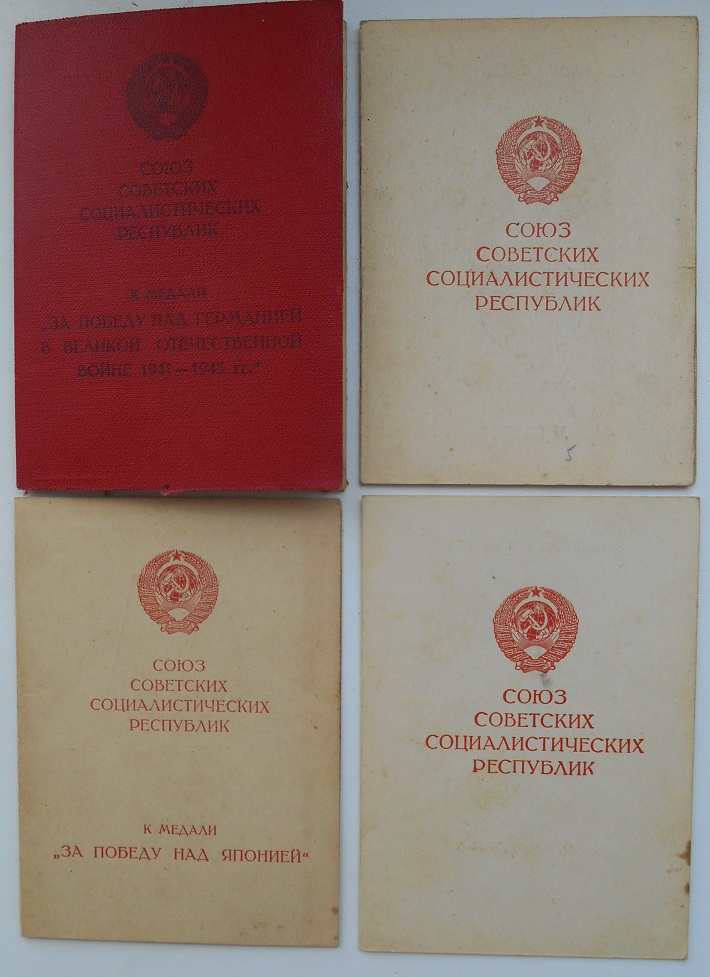 СОЮЗ
СОВЕТСКИХ
СОЦИАЛИСТИЧЕСКИХ
РЕСПУБЛИК
К МЕДАЛИ
„ЗА ПОБЕДУ НАД ГЕРМАНИЕЙ
В ВЕЛИКОЙ ОТЕЧЕСТВЕННОЙ
ВОЙНЕ 1941—1945 гг.“
СОЮЗ
СОВЕТСКИХ
СОЦИАЛИСТИЧЕСКИХ
РЕСПУБЛИК
5
СОЮЗ
СОВЕТСКИХ
СОЦИАЛИСТИЧЕСКИХ
РЕСПУБЛИК
К МЕДАЛИ
„ЗА ПОБЕДУ НАД ЯПОНИЕЙ“
СОЮЗ
СОВЕТСКИХ
СОЦИАЛИСТИЧЕСКИХ
РЕСПУБЛИК